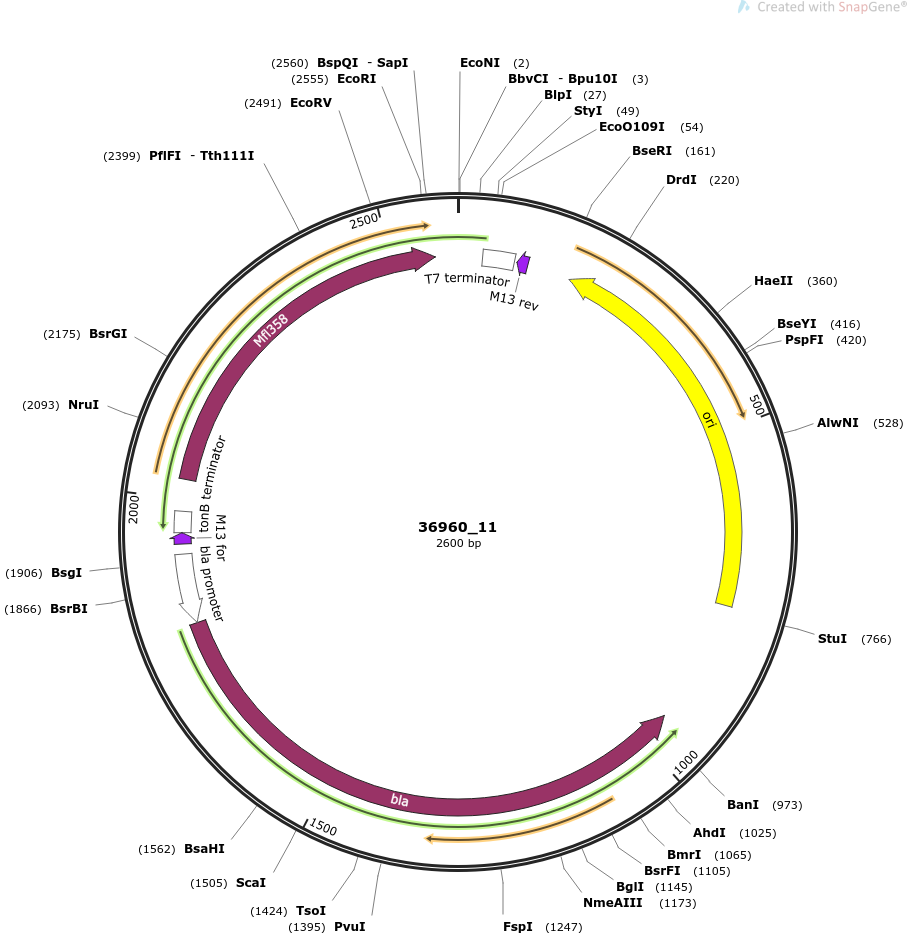 Created with SnapGene®
(2560) BspQI - SapI
(2555) EcoRI
(2491) EcoRV
(2399) PflFI - Tth111I
EcoNI (2)
BbvCI - Bpu10I (3)
BlpI (27)
StyI (49)
EcoO109I (54)
BseRI (161)
DrdI (220)
HaeII (360)
BseYI (416)
PspFI (420)
AlwNI (528)
StuI (766)
BanI (973)
AhdI (1025)
BmrI (1065)
BsrFI (1105)
BglI (1145)
NmeAIII (1173)
FspI (1247)
(1395) PvuI
(1424) TsoI
(1505) ScaI
(1562) BsaHI
(1866) BsrBI
(1906) BsgI
(2093) NruI
(2175) BsrGI
500
1000
1500
2000
2500
T7 terminator
M13 rev
ori
Mfl358
tonB terminator
M13 for
bla promoter
bla
36960_11
2600 bp